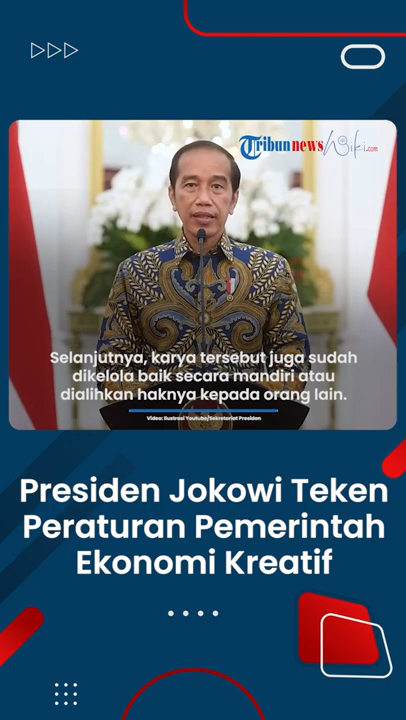 Tribunnews Wiki.com
Selanjutnya, karya tersebut juga sudah
dikelola baik secara mandiri atau
dialihkan haknya kepada orang lain.
Video: Ilustrasi Youtube/Sekretariat Presiden
Presiden Jokowi Teken
Peraturan Pemerintah
Ekonomi Kreatif